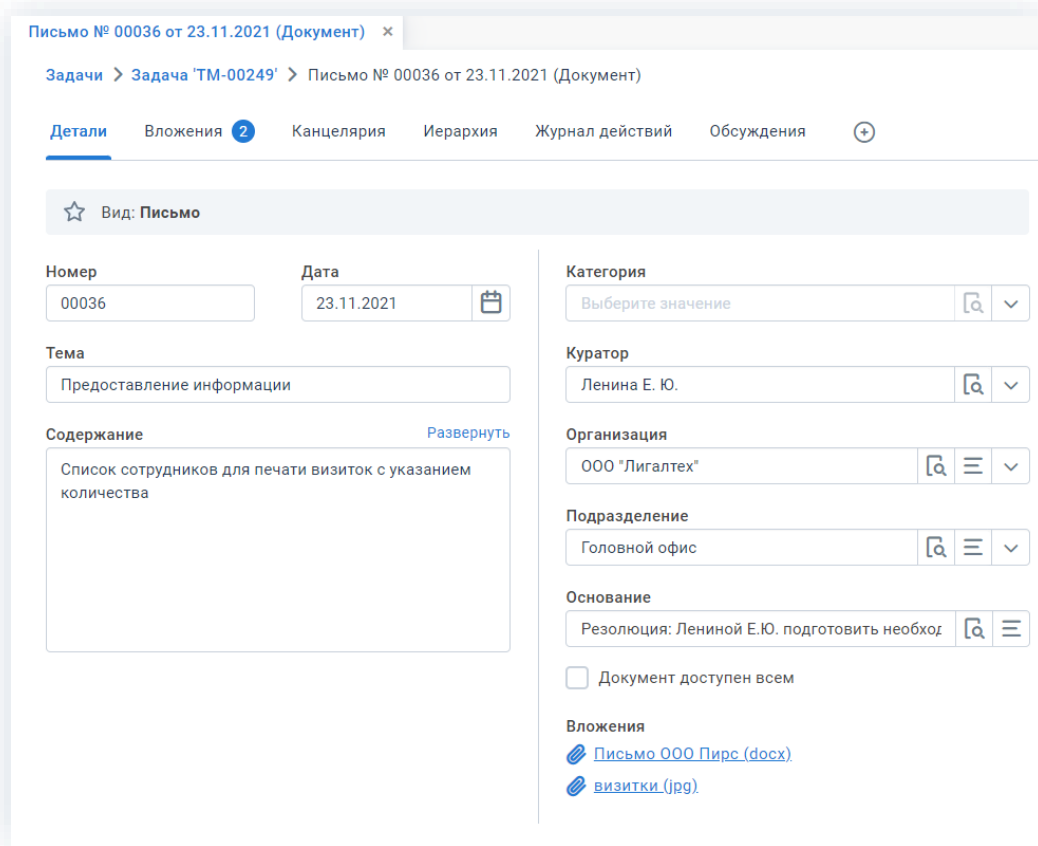 Письмо № 00036 от 23.11.2021 (Документ) ×
Задачи > Задача 'ТМ-00249' > Письмо № 00036 от 23.11.2021 (Документ)
Детали Вложения 2 Канцелярия Иерархия Журнал действий Обсуждения
Вид: Письмо
Номер Дата
00036 23.11.2021
Тема
Предоставление информации
Содержание Развернуть
Список сотрудников для печати визиток с указанием
количества
Категория
Выберите значение
Куратор
Ленина Е. Ю.
Организация
ООО "Лигалтех"
Подразделение
Головной офис
Основание
Резолюция: Лениной Е.Ю. подготовить необход
Документ доступен всем
Вложения
Письмо ООО Пирс (docx)
визитки (jpg)